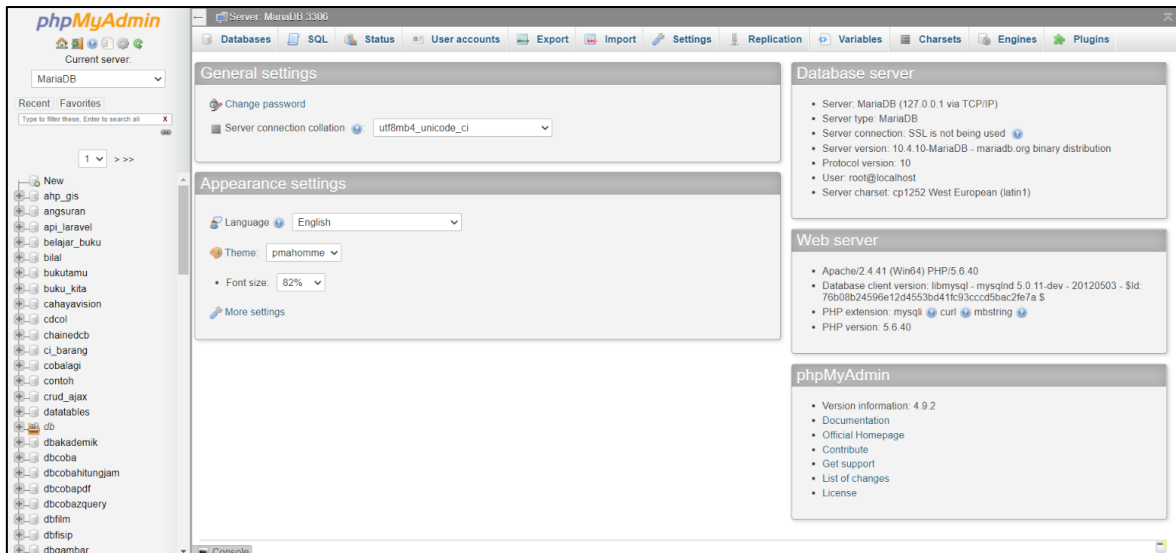 phpMyAdmin
Current server:
MariaDB
Recent Favorites
Type to filter these, Enter to search all X
1 > >>
New
ahp_gis
angsuran
api_laravel
belajar_buku
bilal
bukutamu
buku_kita
cahayavision
cdcol
chainedcb
ci_barang
cobalagi
contoh
crud_ajax
datatables
db
dbakademik
dbcoba
dbcobahitungjam
dbcobapdf
dbcobazquery
dbfilm
dbfisip
dbgambar
Server: MariaDB:3306
Databases SQL Status User accounts Export Import Settings Replication Variables Charsets Engines Plugins
General settings
Change password
Server connection collation : utf8mb4_unicode_ci
Appearance settings
Language English
Theme: pmahomme
• Font size: 82%
More settings
Database server
• Server: MariaDB (127.0.0.1 via TCP/IP)
• Server type: MariaDB
• Server connection: SSL is not being used
• Server version: 10.4.10-MariaDB - mariadb.org binary distribution
• Protocol version: 10
• User: root@localhost
• Server charset: cp1252 West European (latin1)
Web server
• Apache/2.4.41 (Win64) PHP/5.6.40
• Database client version: libmysql - mysqlnd 5.0.11-dev - 20120503 - $Id:
76b08b24596e12d4553bd41fc93cccd5bac2fe7a $
• PHP extension: mysqli curl mbstring
• PHP version: 5.6.40
phpMyAdmin
• Version information: 4.9.2
• Documentation
• Official Homepage
• Contribute
• Get support
• List of changes
• License
Console